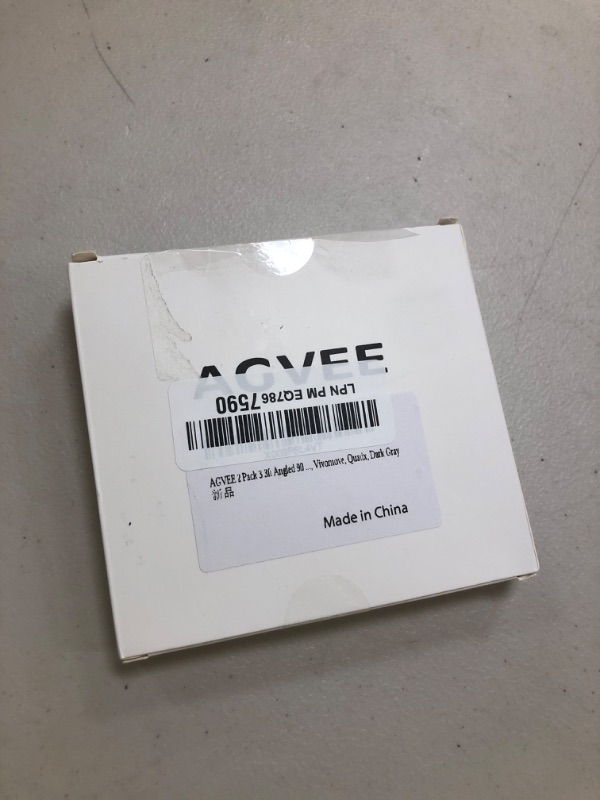 AGVEE
LPN PM EQ786 7590
AGVEE 2 Pack 3.3ft Angled 90 ..., Vivomove, Quatix, Dark Gray
新品
Made in China